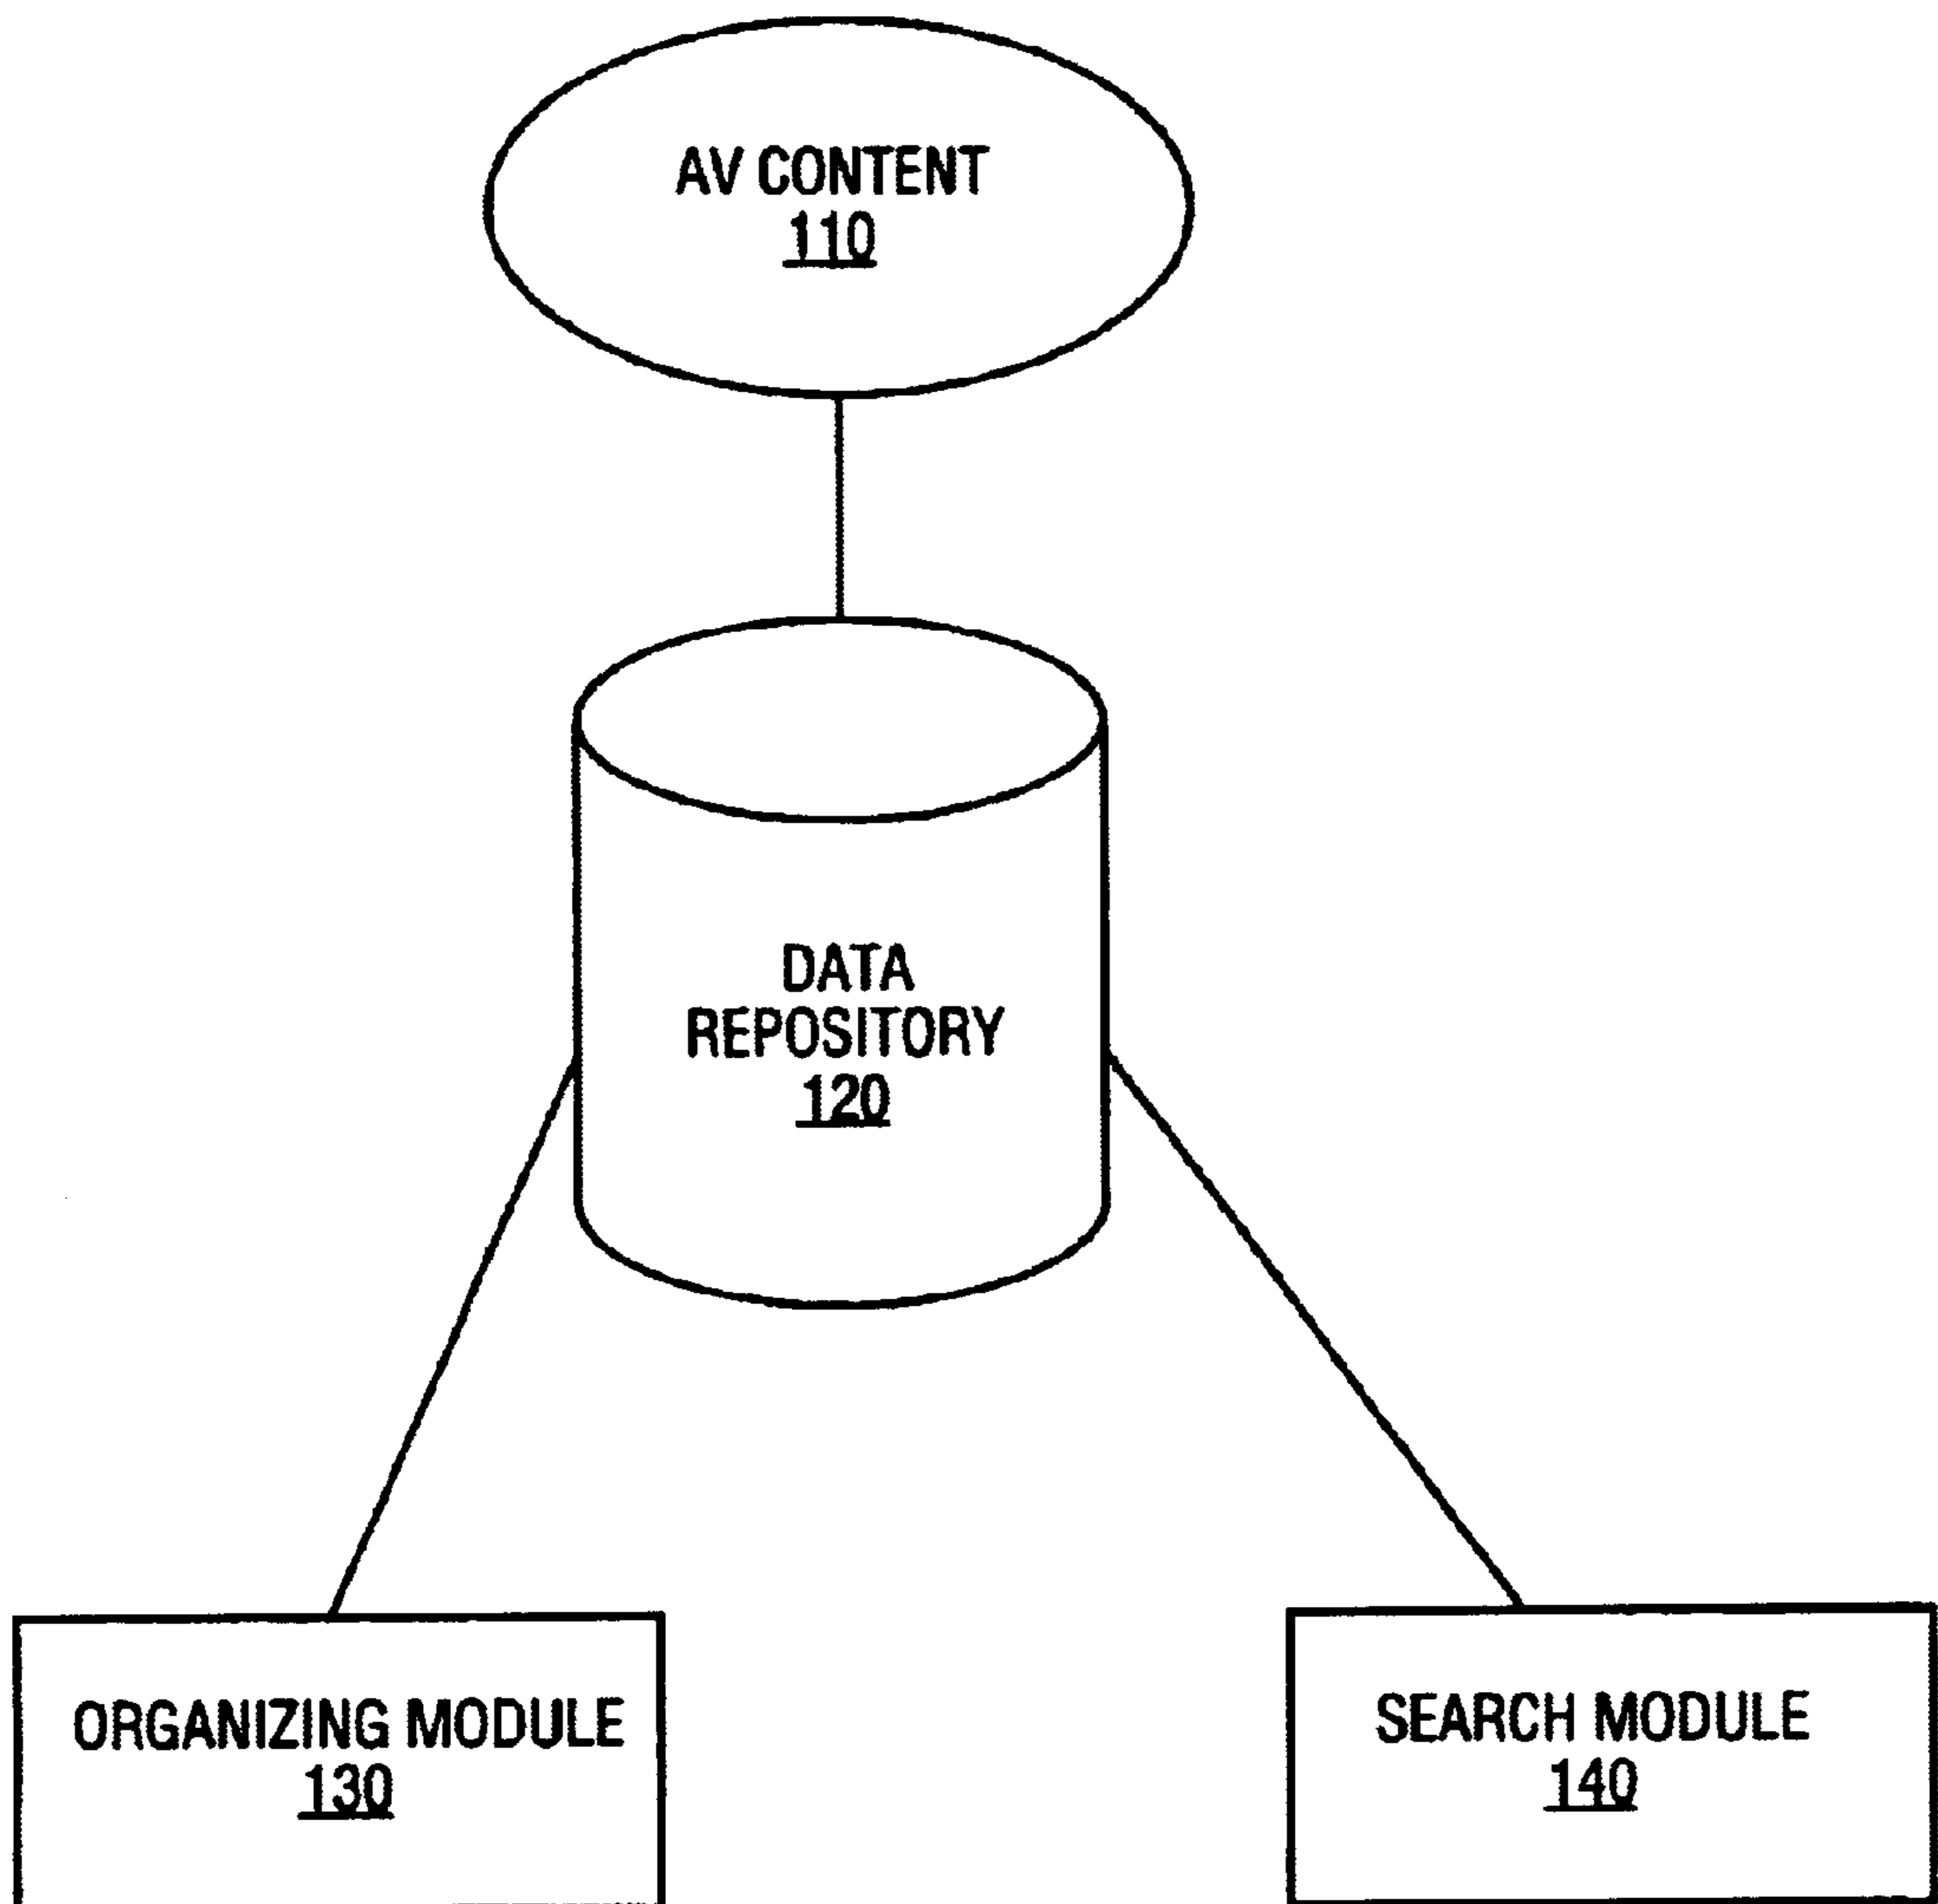 AV CONTENT
110
DATA
REPOSITORY
120
ORGANIZING MODULE
130
SEARCH MODULE
140